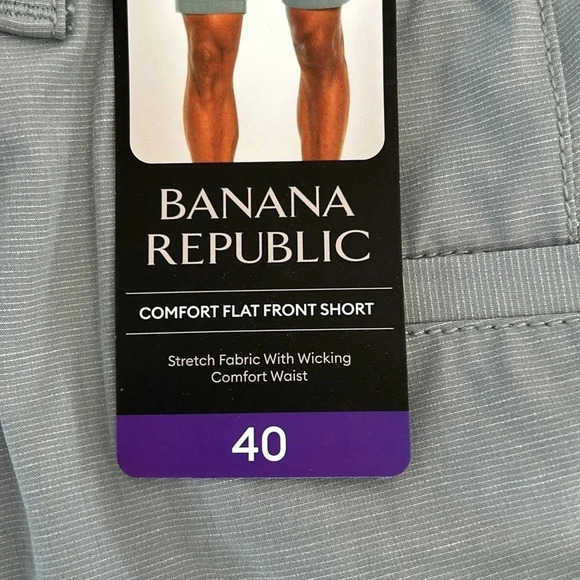 BANANA
REPUBLIC
COMFORT FLAT FRONT SHORT
Stretch Fabric With Wicking
Comfort Waist
40